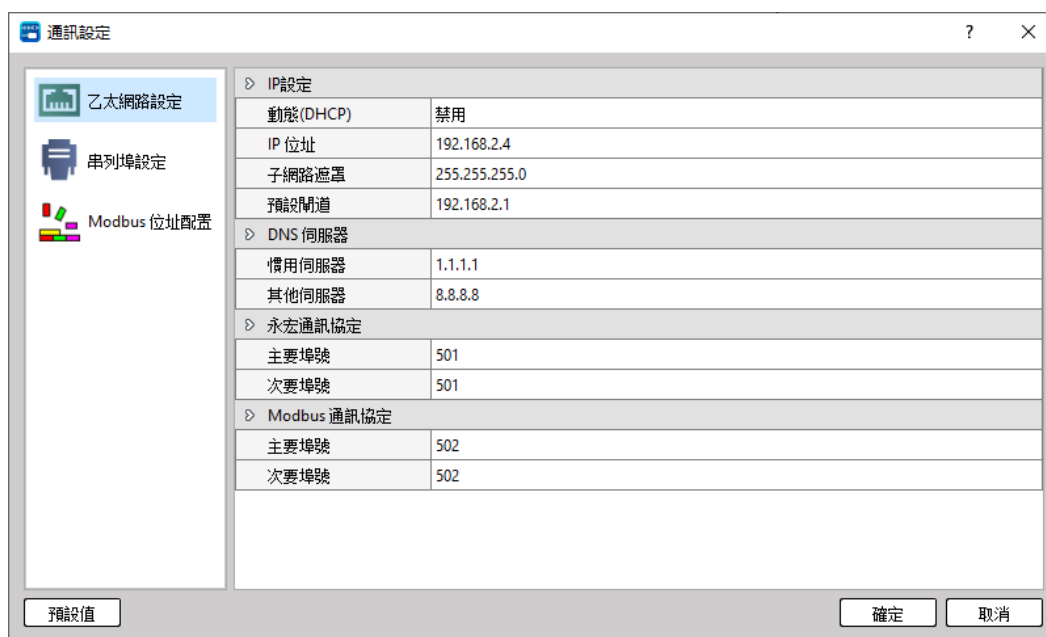 通訊設定
?
乙太網路設定
串列埠設定
Modbus 位址配置
IP設定
動態(DHCP) 禁用
IP 位址 192.168.2.4
子網路遮罩 255.255.255.0
預設閘道 192.168.2.1
DNS 伺服器
慣用伺服器 1.1.1.1
其他伺服器 8.8.8.8
永宏通訊協定
主要埠號 501
次要埠號 501
Modbus 通訊協定
主要埠號 502
次要埠號 502
預設值
確定 取消